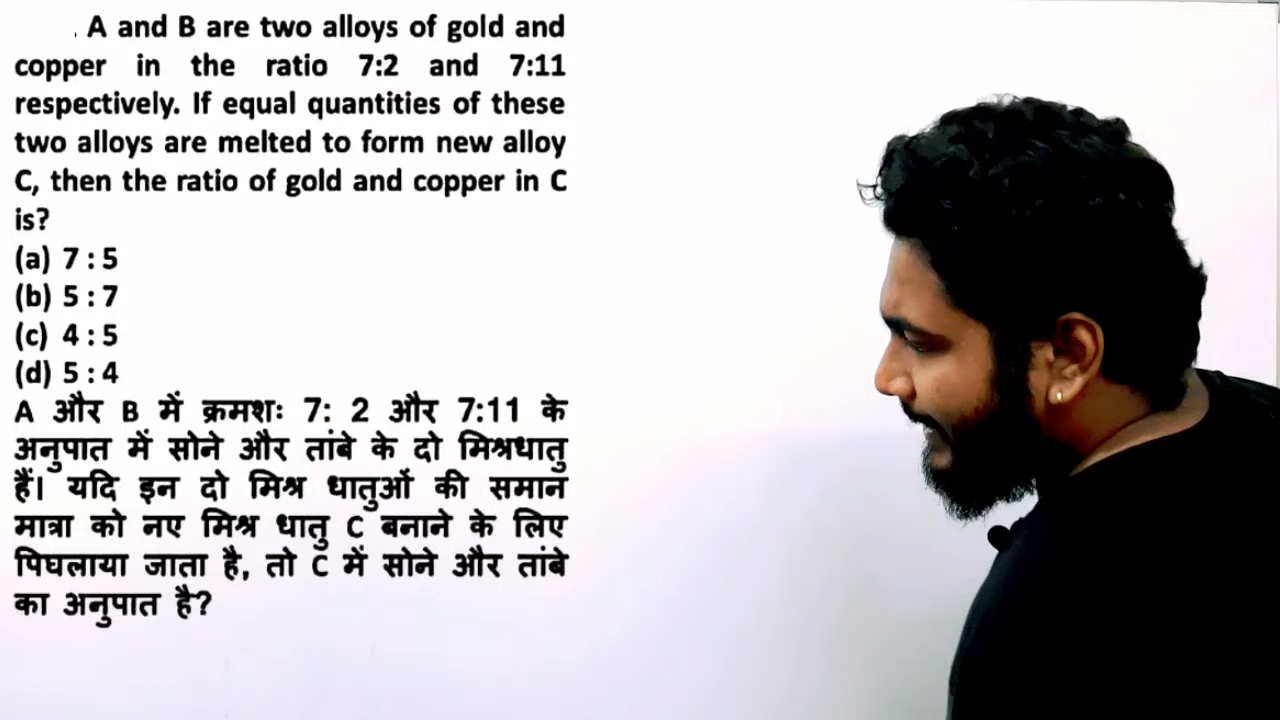 A and B are two alloys of gold and
copper in the ratio 7:2 and 7:11
respectively. If equal quantities of these
two alloys are melted to form new alloy
C, then the ratio of gold and copper in C
is?
(a) 7 : 5
(b) 5 : 7
(c) 4 : 5
(d) 5 : 4
A और B में क्रमशः 7: 2 और 7:11 के
अनुपात में सोने और तांबे के दो मिश्रधातु
हैं। यदि इन दो मिश्र धातुओं की समान
मात्रा को नए मिश्र धातु C बनाने के लिए
पिघलाया जाता है, तो C में सोने और तांबे
का अनुपात है?